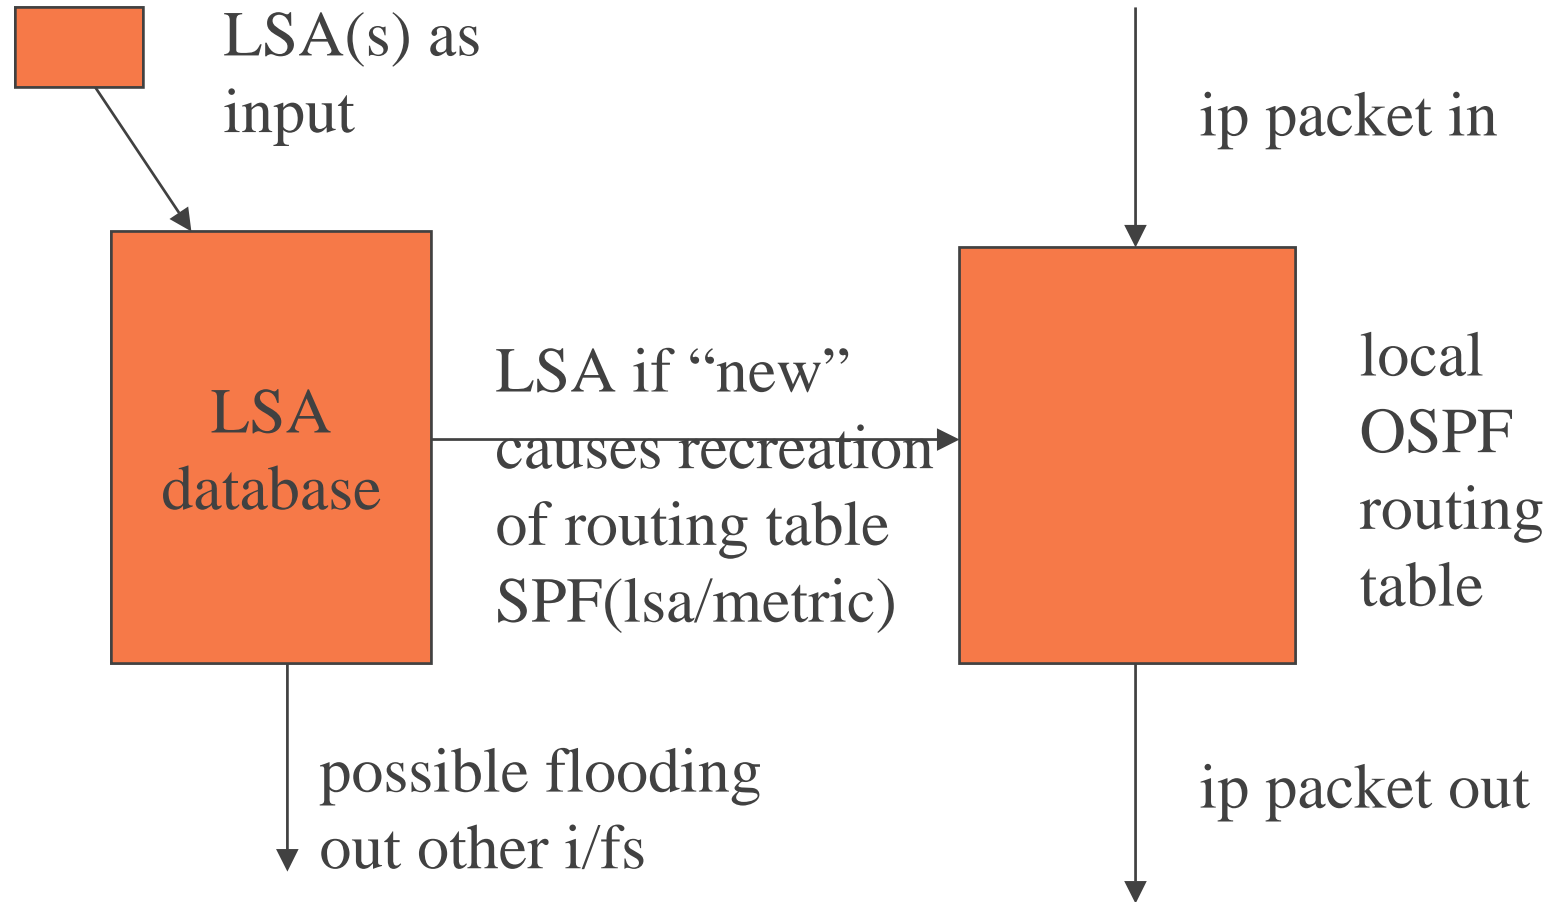 LSA(s) as
input
ip packet in
LSA
database
LSA if “new”
causes recreation
of routing table
SPF(lsa/metric)
local
OSPF
routing
table
possible flooding
out other i/fs
ip packet out